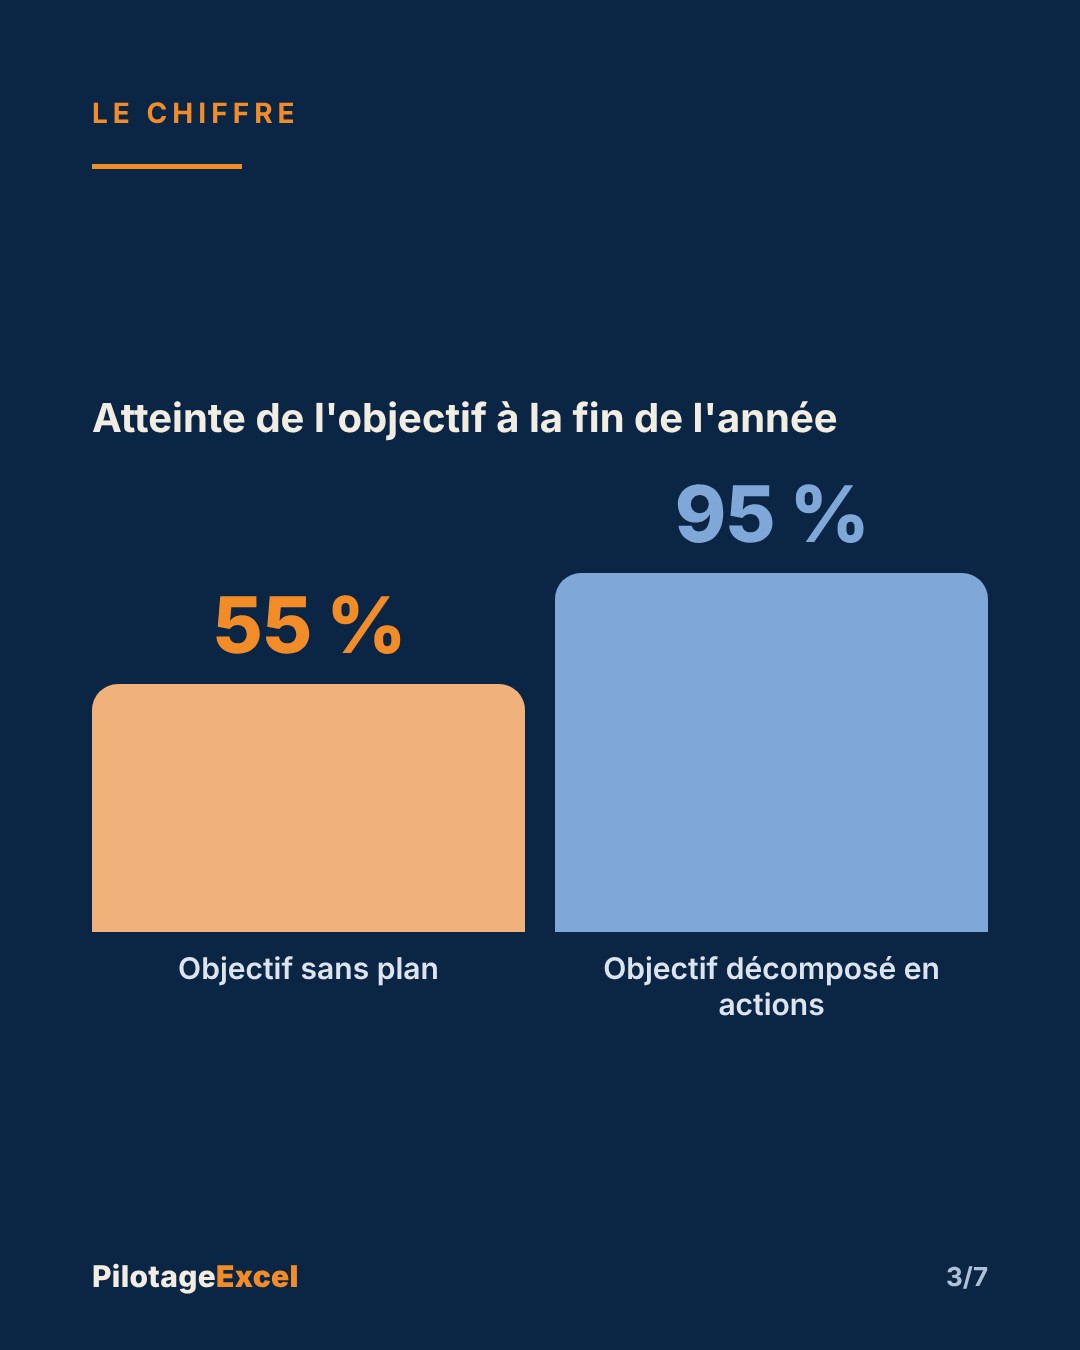 LE CHIFFRE
Atteinte de l'objectif à la fin de l'année
95 %
55 %
Objectif sans plan
Objectif décomposé en
actions
PilotageExcel
3/7